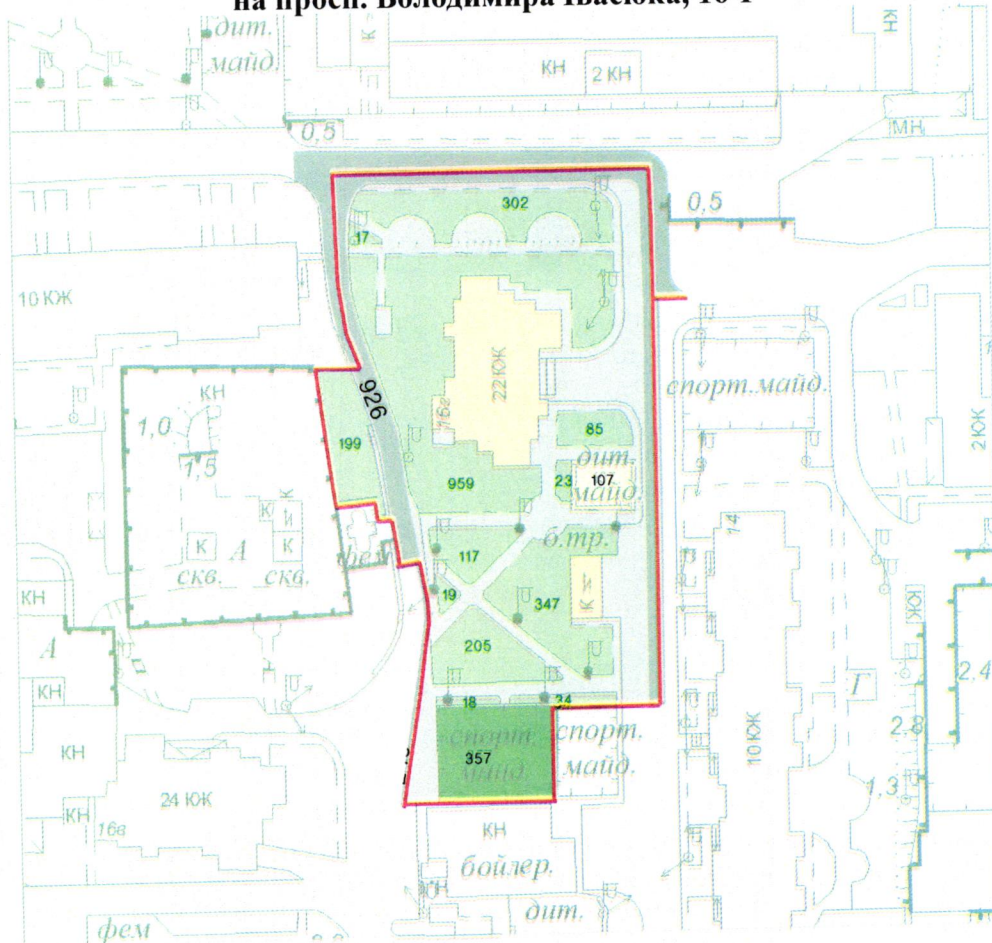 на просп. Володимира Івасюка, 16-г
дит.
майд.
К
КН
КН
2 КН
0,5
МН
302
0,5
17
10 КЖ
22 КЖ
спорт.майд.
КН
926
1,0
16г
85
2 КЖ
199
1,5
дит.
959
23
107
майд.
К
К
И
14
б.тр.
К
А
К
фем
117
скв.
скв.
КН
19
347
К
И
КЖ
А
205
КН
Г
2.4
18
34
2.8
КН
спорт.
спорт.
357
майд.
майд.
10 КЖ
24 КЖ
1,3
КН
16в
КН
бойлер.
КН
дит.
фем